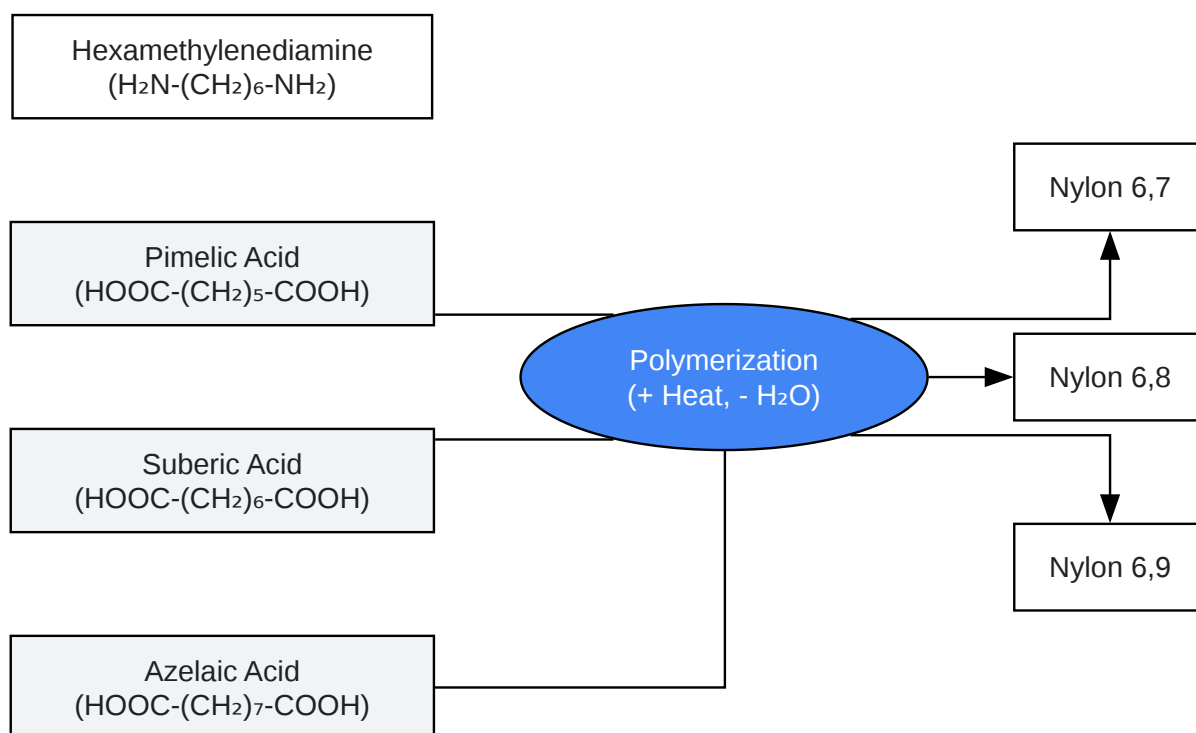 Hexamethylenediamine
(H₂N-(CH₂)₆-NH₂)
Pimelic Acid
(HOOC-(CH₂)₅-COOH)
Suberic Acid
(HOOC-(CH₂)₆-COOH)
Azelaic Acid
(HOOC-(CH₂)₇-COOH)
Polymerization
(+ Heat, - H₂O)
Nylon 6,7
Nylon 6,8
Nylon 6,9